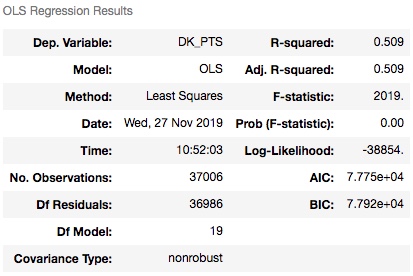 OLS Regression Results
Dep. Variable: DK_PTS R-squared: 0.509
Model: OLS Adj. R-squared: 0.509
Method: Least Squares F-statistic: 2019.
Date: Wed, 27 Nov 2019 Prob (F-statistic): 0.00
Time: 10:52:03 Log-Likelihood: -38854.
No. Observations: 37006 AIC: 7.775e+04
Df Residuals: 36986 BIC: 7.792e+04
Df Model: 19
Covariance Type: nonrobust